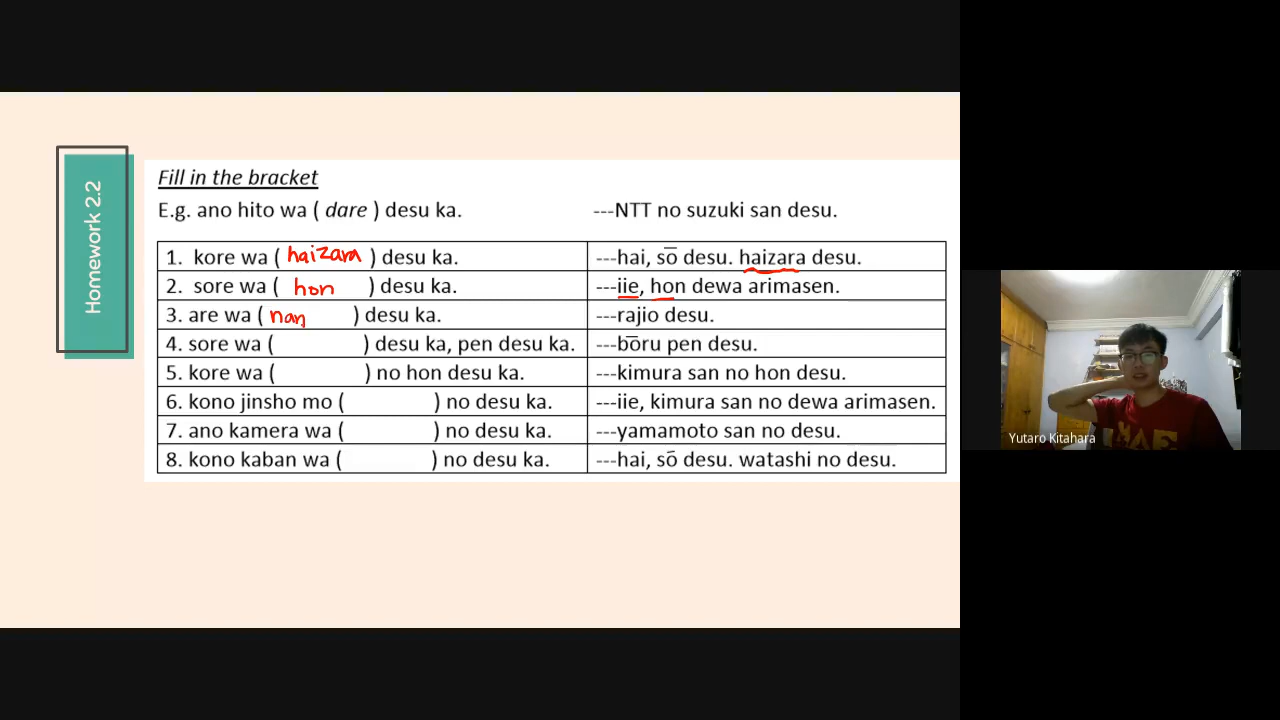 Homework 2.2
Fill in the bracket
E.g. ano hito wa ( dare ) desu ka. ---NTT no suzuki san desu.
1. kore wa ( haizara ) desu ka. ---hai, sō desu. haizara desu.
2. sore wa ( hon ) desu ka. ---iie, hon dewa arimasen.
3. are wa ( nan ) desu ka. ---rajio desu.
4. sore wa ( ) desu ka, pen desu ka. ---bōru pen desu.
5. kore wa ( ) no hon desu ka. ---kimura san no hon desu.
6. kono jinsho mo ( ) no desu ka. ---iie, kimura san no dewa arimasen.
7. ano kamera wa ( ) no desu ka. ---yamamoto san no desu.
8. kono kaban wa ( ) no desu ka. ---hai, sō desu. watashi no desu.
Yutaro Kitahara